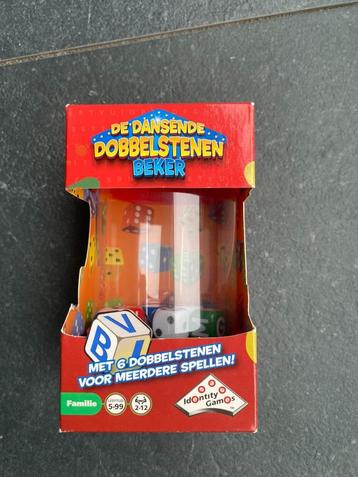 DE DANSENDE
DOBBELSTENEN
BEKER
V
B
MET 6 DOBBELSTENEN
VOOR MEERDERE SPELLEN!
Familie
5-99
2-12
Identity
Games